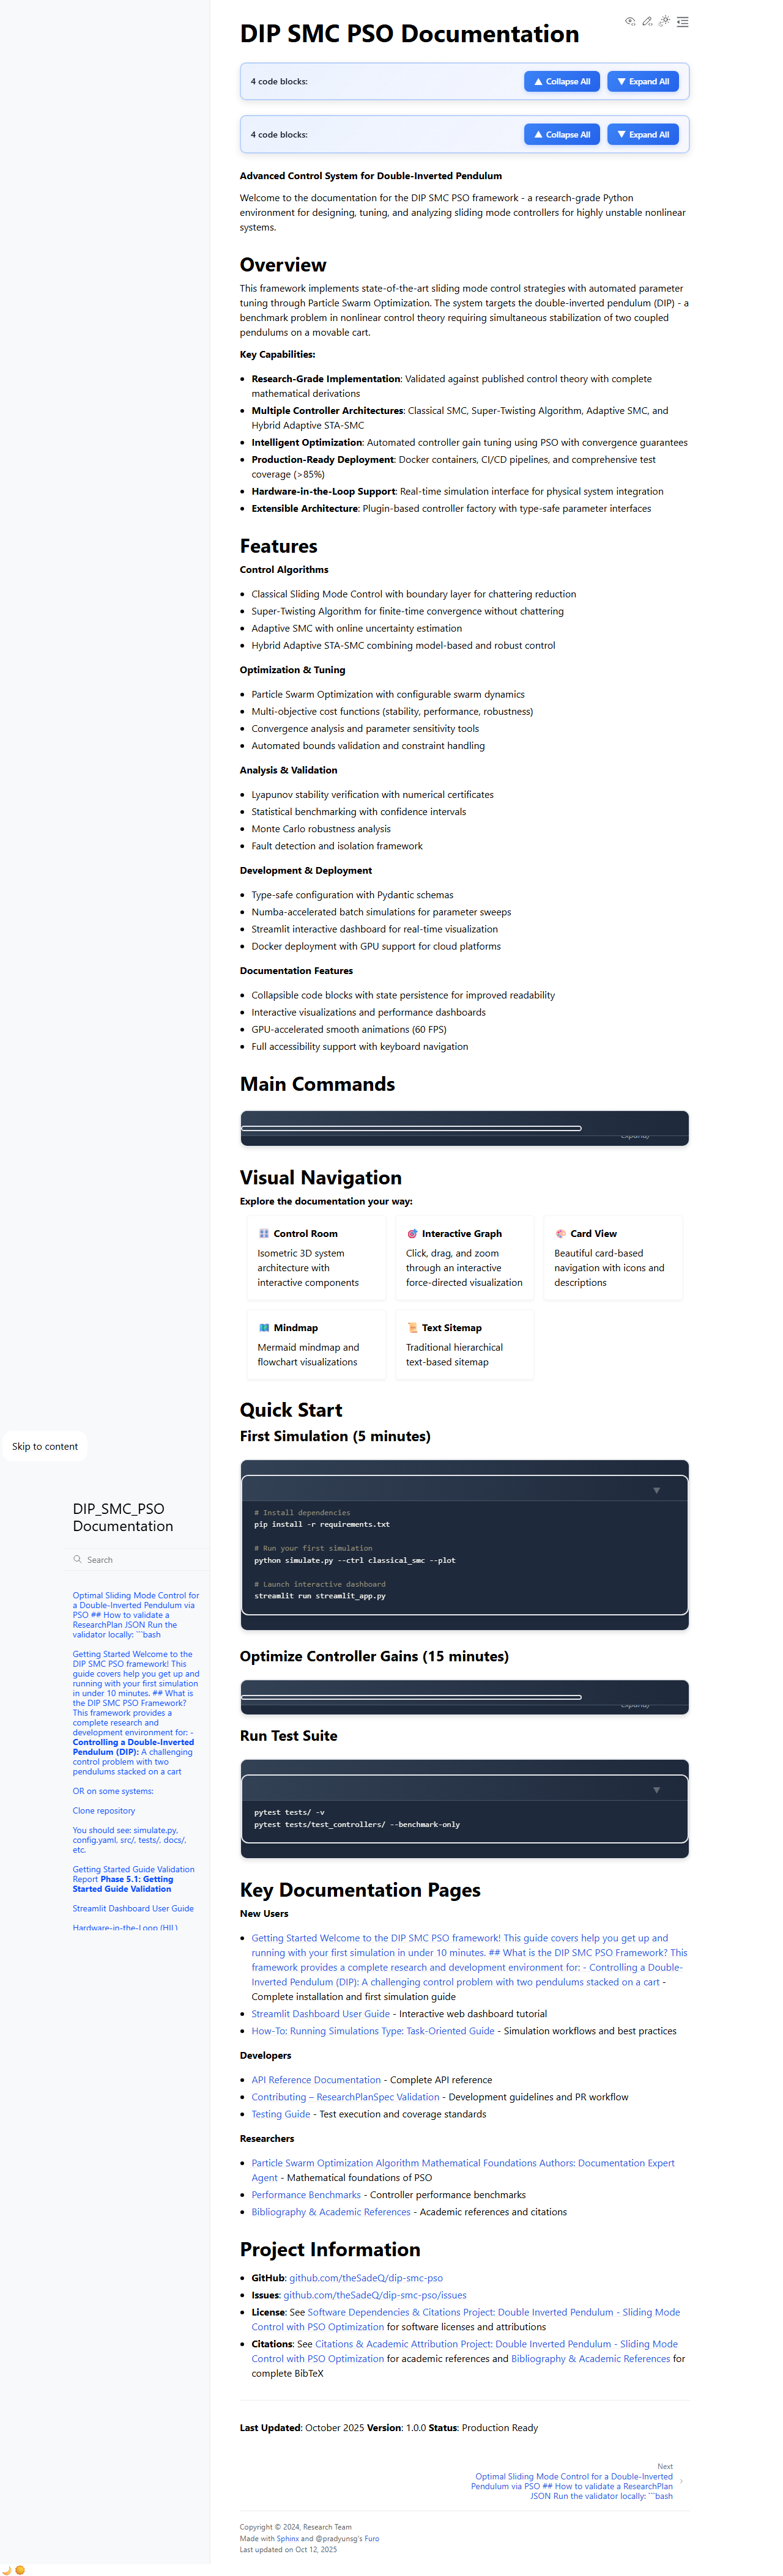 DIP SMC PSO Documentation
4 code blocks:
▲ Collapse All
▼ Expand All
4 code blocks:
▲ Collapse All
▼ Expand All
Advanced Control System for Double-Inverted Pendulum
Welcome to the documentation for the DIP SMC PSO framework - a research-grade Python
environment for designing, tuning, and analyzing sliding mode controllers for highly unstable nonlinear
systems.
Overview
This framework implements state-of-the-art sliding mode control strategies with automated parameter
tuning through Particle Swarm Optimization. The system targets the double-inverted pendulum (DIP) - a
benchmark problem in nonlinear control theory requiring simultaneous stabilization of two coupled
pendulums on a movable cart.
Key Capabilities:
• Research-Grade Implementation: Validated against published control theory with complete
mathematical derivations
• Multiple Controller Architectures: Classical SMC, Super-Twisting Algorithm, Adaptive SMC, and
Hybrid Adaptive STA-SMC
• Intelligent Optimization: Automated controller gain tuning using PSO with convergence guarantees
• Production-Ready Deployment: Docker containers, CI/CD pipelines, and comprehensive test
coverage (>85%)
• Hardware-in-the-Loop Support: Real-time simulation interface for physical system integration
• Extensible Architecture: Plugin-based controller factory with type-safe parameter interfaces
Features
Control Algorithms
• Classical Sliding Mode Control with boundary layer for chattering reduction
• Super-Twisting Algorithm for finite-time convergence without chattering
• Adaptive SMC with online uncertainty estimation
• Hybrid Adaptive STA-SMC combining model-based and robust control
Optimization & Tuning
• Particle Swarm Optimization with configurable swarm dynamics
• Multi-objective cost functions (stability, performance, robustness)
• Convergence analysis and parameter sensitivity tools
• Automated bounds validation and constraint handling
Analysis & Validation
• Lyapunov stability verification with numerical certificates
• Statistical benchmarking with confidence intervals
• Monte Carlo robustness analysis
• Fault detection and isolation framework
Development & Deployment
• Type-safe configuration with Pydantic schemas
• Numba-accelerated batch simulations for parameter sweeps
• Streamlit interactive dashboard for real-time visualization
• Docker deployment with GPU support for cloud platforms
Documentation Features
• Collapsible code blocks with state persistence for improved readability
• Interactive visualizations and performance dashboards
• GPU-accelerated smooth animations (60 FPS)
• Full accessibility support with keyboard navigation
Main Commands
Visual Navigation
Explore the documentation your way:
Control Room
Isometric 3D system
architecture with
interactive components
Interactive Graph
Click, drag, and zoom
through an interactive
force-directed visualization
Card View
Beautiful card-based
navigation with icons and
descriptions
Mindmap
Mermaid mindmap and
flowchart visualizations
Text Sitemap
Traditional hierarchical
text-based sitemap
Quick Start
First Simulation (5 minutes)
# Install dependencies
pip install -r requirements.txt
# Run your first simulation
python simulate.py --ctrl classical_smc --plot
# Launch interactive dashboard
streamlit run streamlit_app.py
Optimize Controller Gains (15 minutes)
Run Test Suite
pytest tests/ -v
pytest tests/test_controllers/ --benchmark-only
Key Documentation Pages
New Users
• Getting Started Welcome to the DIP SMC PSO framework! This guide covers help you get up and
running with your first simulation in under 10 minutes. ## What is the DIP SMC PSO Framework? This
framework provides a complete research and development environment for: - Controlling a Double-
Inverted Pendulum (DIP): A challenging control problem with two pendulums stacked on a cart -
Complete installation and first simulation guide
• Streamlit Dashboard User Guide - Interactive web dashboard tutorial
• How-To: Running Simulations Type: Task-Oriented Guide - Simulation workflows and best practices
Developers
• API Reference Documentation - Complete API reference
• Contributing – ResearchPlanSpec Validation - Development guidelines and PR workflow
• Testing Guide - Test execution and coverage standards
Researchers
• Particle Swarm Optimization Algorithm Mathematical Foundations Authors: Documentation Expert
Agent - Mathematical foundations of PSO
• Performance Benchmarks - Controller performance benchmarks
• Bibliography & Academic References - Academic references and citations
Project Information
• GitHub: github.com/theSadeQ/dip-smc-pso
• Issues: github.com/theSadeQ/dip-smc-pso/issues
• License: See Software Dependencies & Citations Project: Double Inverted Pendulum - Sliding Mode
Control with PSO Optimization for software licenses and attributions
• Citations: See Citations & Academic Attribution Project: Double Inverted Pendulum - Sliding Mode
Control with PSO Optimization for academic references and Bibliography & Academic References for
complete BibTeX
Last Updated: October 2025 Version: 1.0.0 Status: Production Ready
Next
Optimal Sliding Mode Control for a Double-Inverted
Pendulum via PSO ## How to validate a ResearchPlan
JSON Run the validator locally: ```bash
Copyright © 2024, Research Team
Made with Sphinx and @pradyunsg's Furo
Last updated on Oct 12, 2025
Skip to content
DIP_SMC_PSO
Documentation
Search
Optimal Sliding Mode Control for
a Double-Inverted Pendulum via
PSO ## How to validate a
ResearchPlan JSON Run the
validator locally: ```bash
Getting Started Welcome to the
DIP SMC PSO framework! This
guide covers help you get up and
running with your first simulation
in under 10 minutes. ## What is
the DIP SMC PSO Framework?
This framework provides a
complete research and
development environment for: -
Controlling a Double-Inverted
Pendulum (DIP): A challenging
control problem with two
pendulums stacked on a cart
OR on some systems:
Clone repository
You should see: simulate.py,
config.yaml, src/, tests/, docs/,
etc.
Getting Started Guide Validation
Report Phase 5.1: Getting
Started Guide Validation
Streamlit Dashboard User Guide
Hardware-in-the-Loop (HIL)